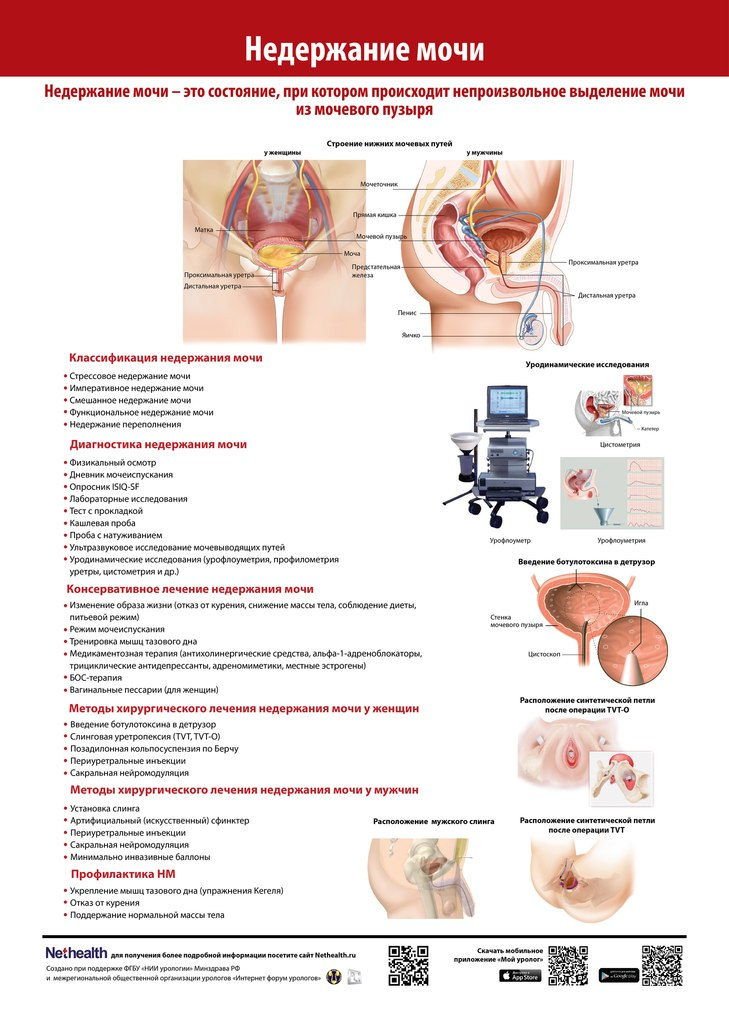 Недержание мочи
Недержание мочи – это состояние, при котором происходит непроизвольное выделение мочи
из мочевого пузыря
Строение нижних мочевых путей
у женщины
у мужчины
Мочеточник
Прямая кишка
Матка
Мочевой пузырь
Моча
Предстательная
железа
Проксимальная уретра
Дистальная уретра
Проксимальная уретра
Дистальная уретра
Пенис
Яичко
Классификация недержания мочи
• Стрессовое недержание мочи
• Императивное недержание мочи
• Смешанное недержание мочи
• Функциональное недержание мочи
• Недержание переполнения
Диагностика недержания мочи
• Физикальный осмотр
• Дневник мочеиспускания
• Опросник ISIQ-SF
• Лабораторные исследования
• Тест с прокладкой
• Кашлевая проба
• Проба с натуживанием
• Ультразвуковое исследование мочевыводящих путей
• Уродинамические исследования (урофлоуметрия, профилометрия
уретры, цистометрия и др.)
Уродинамические исследования
Мочевой пузырь
Катетер
Цистометрия
Урофлоуметр
Урофлоуметрия
Консервативное лечение недержания мочи
• Изменение образа жизни (отказ от курения, снижение массы тела, соблюдение диеты,
питьевой режим)
• Режим мочеиспускания
• Тренировка мышц тазового дна
• Медикаментозная терапия (антихолинергические средства, альфа-1-адреноблокаторы,
трициклические антидепрессанты, адреномиметики, местные эстрогены)
• БОС-терапия
• Вагинальные пессарии (для женщин)
Введение ботулотоксина в детрузор
Игла
Стенка
мочевого пузыря
Цистоскоп
Методы хирургического лечения недержания мочи у женщин
• Введение ботулотоксина в детрузор
• Слинговая уретропексия (TVT, TVT-O)
• Позадилонная кольпосуспензия по Берчу
• Периуретральные инъекции
• Сакральная нейромодуляция
Расположение синтетической петли
после операции TVT-O
Методы хирургического лечения недержания мочи у мужчин
• Установка слинга
• Артифициальный (искусственный) сфинктер
• Периуретральные инъекции
• Сакральная нейромодуляция
• Минимально инвазивные баллоны
Расположение мужского слинга
Расположение синтетической петли
после операции TVT
Профилактика НМ
• Укрепление мышц тазового дна (упражнения Кегеля)
• Отказ от курения
• Поддержание нормальной массы тела
Nethealth для получения более подробной информации посетите сайт Nethealth.ru
Создано при поддержке ФГБУ «НИИ урологии» Минздрава РФ
и межрегиональной общественной организации урологов «Интернет форум урологов»
Скачать мобильное
приложение «Мой уролог»
App Store
Google play